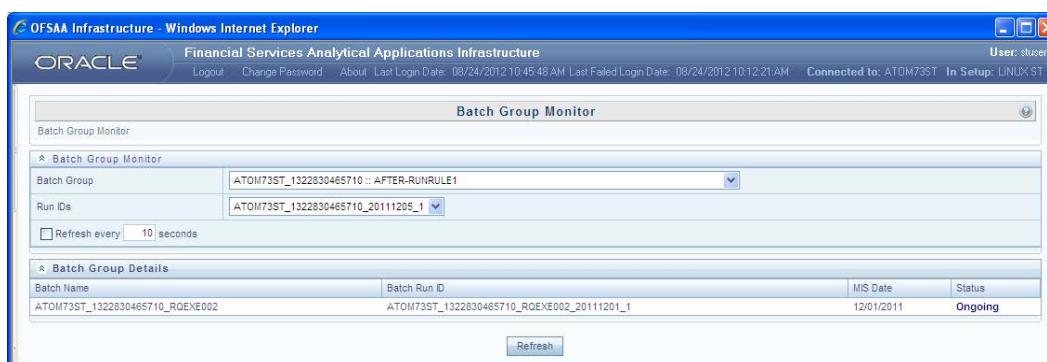 OFSAA Infrastructure - Windows Internet Explorer
ORACLE
Financial Services Analytical Applications Infrastructure
User: stuser
Logout Change Password About Last Login Date: 08/24/2012 10:45:48 AM Last Failed Login Date: 08/24/2012 10:12:21:AM Connected to: ATOM73ST In Setup: LINUX ST
Batch Group Monitor
Batch Group Monitor
Batch Group Monitor
Batch Group ATOM73ST_1322830465710 :: AFTER-RUNRULE1
Run IDs ATOM73ST_1322830465710_20111205_1
Refresh every 10 seconds
Batch Group Details
Batch Name Batch Run ID MIS Date Status
ATOM73ST_1322830465710_RQEXE002 ATOM73ST_1322830465710_RQEXE002_20111201_1 12/01/2011 Ongoing
Refresh